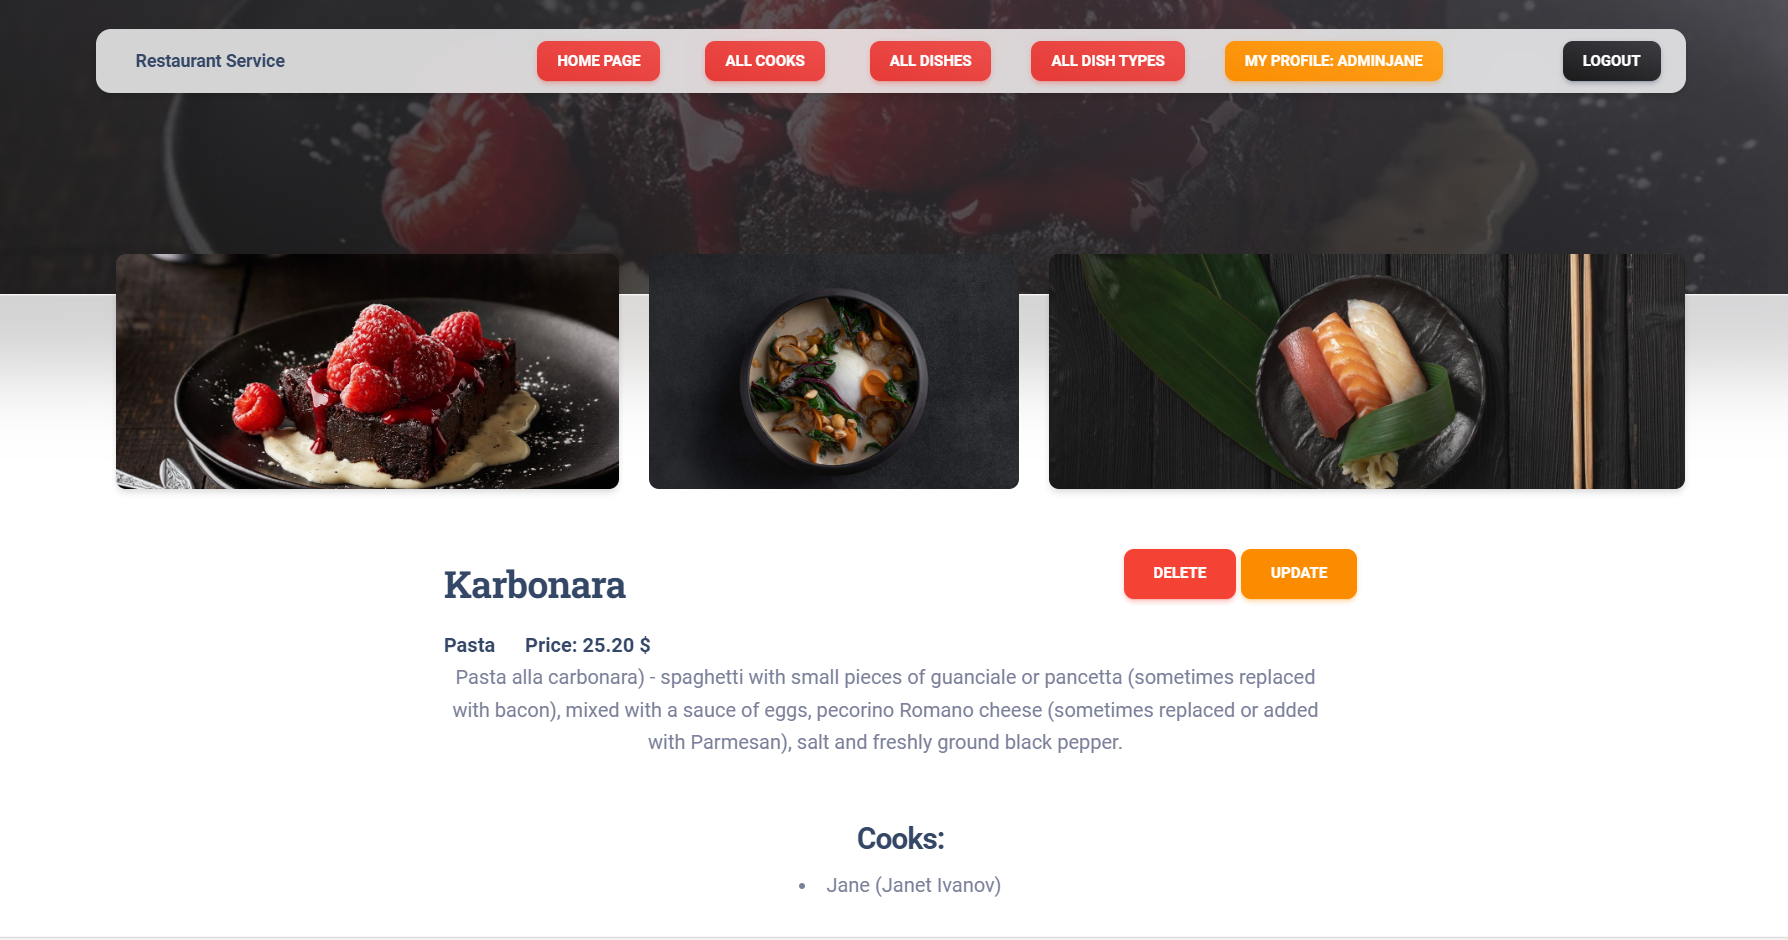 Restaurant Service
HOME PAGE
ALL COOKS
ALL DISHES
ALL DISH TYPES
MY PROFILE: ADMINJANE
LOGOUT
Karbonara
DELETE
UPDATE
Pasta Price: 25.20 $
Pasta alla carbonara) - spaghetti with small pieces of guanciale or pancetta (sometimes replaced
with bacon), mixed with a sauce of eggs, pecorino Romano cheese (sometimes replaced or added
with Parmesan), salt and freshly ground black pepper.
Cooks:
• Jane (Janet Ivanov)